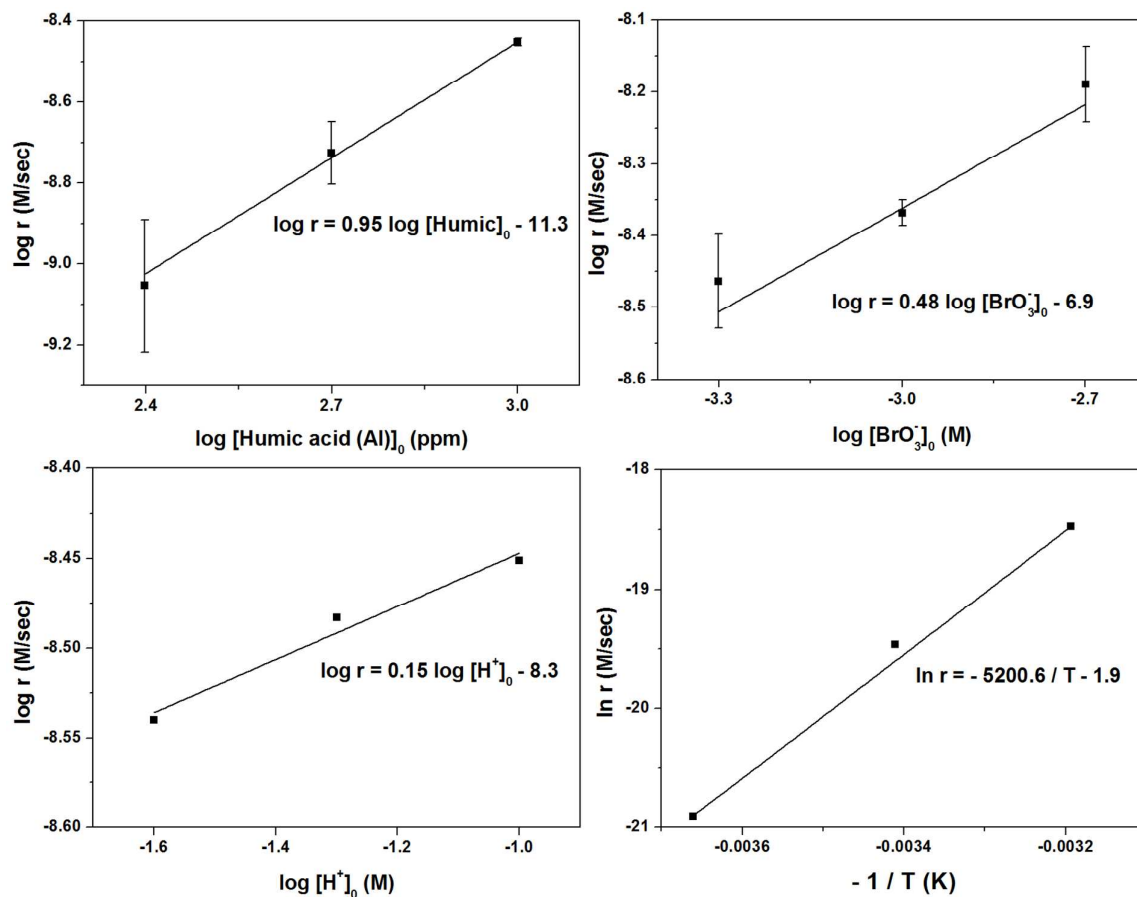 -8.4
-8.6
-8.8
-9.0
-9.2
log r (M/sec)
log r = 0.95 log [Humic]₀ - 11.3
2.4 2.7 3.0
log [Humic acid (Al)]₀ (ppm)
-8.1
-8.2
-8.3
-8.4
-8.5
-8.6
log r (M/sec)
log r = 0.48 log [BrO₃⁻]₀ - 6.9
-3.3 -3.0 -2.7
log [BrO₃⁻]₀ (M)
-8.40
-8.45
-8.50
-8.55
-8.60
log r (M/sec)
log r = 0.15 log [H⁺]₀ - 8.3
-1.6 -1.4 -1.2 -1.0
log [H⁺]₀ (M)
-18
-19
-20
-21
ln r (M/sec)
ln r = - 5200.6 / T - 1.9
-0.0036 -0.0034 -0.0032
- 1 / T (K)